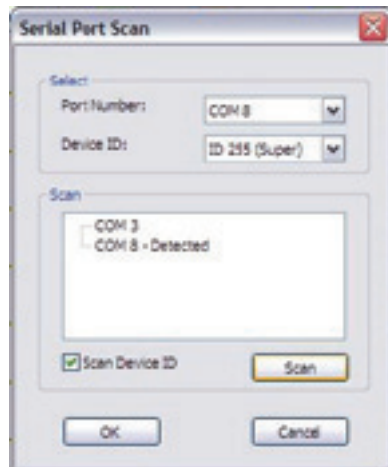 Serial Port Scan
Select
Port Number: COM 8
Device ID: ID 255 (Super)
Scan
COM 3
COM 8 - Detected
Scan Device ID Scan
OK Cancel